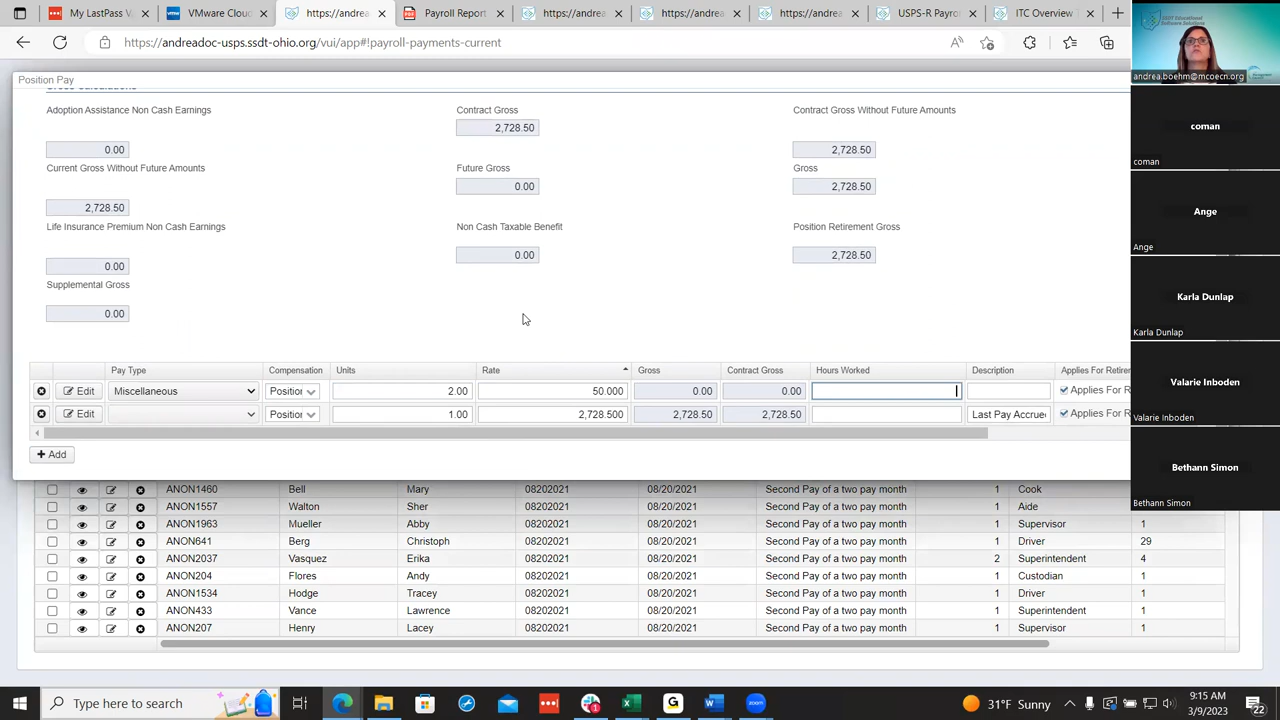 My LastPass V
VMware Cloud
https://andrea
Payroll Report
https://andrea
https://andrea
USPS-R Payro
ITC Overview
https://andreadoc-usps.ssdt-ohio.org/vui/app#!payroll-payments-current
SSDT Educational
Software Solutions
andrea.boehm@mcoecn.org
Position Pay
Gross Calculations
Adoption Assistance Non Cash Earnings
Contract Gross
Contract Gross Without Future Amounts
2,728.50
0.00
2,728.50
Current Gross Without Future Amounts
Future Gross
Gross
0.00
2,728.50
2,728.50
Life Insurance Premium Non Cash Earnings
Non Cash Taxable Benefit
Position Retirement Gross
0.00
2,728.50
0.00
Supplemental Gross
0.00
Pay Type Compensation Units Rate Gross Contract Gross Hours Worked Description Applies For Retire
Edit Miscellaneous Position 2.00 50.000 0.00 0.00 Applies For R
Edit Position 1.00 2,728.500 2,728.50 2,728.50 Last Pay Accrued Applies For R
+ Add
ANON1460 Bell Mary 08202021 08/20/2021 Second Pay of a two pay month 1 Cook 1
ANON1557 Walton Sher 08202021 08/20/2021 Second Pay of a two pay month 1 Aide 1
ANON1963 Mueller Abby 08202021 08/20/2021 Second Pay of a two pay month 1 Supervisor 1
ANON641 Berg Christoph 08202021 08/20/2021 Second Pay of a two pay month 1 Driver 29
ANON2037 Vasquez Erika 08202021 08/20/2021 Second Pay of a two pay month 2 Superintendent 4
ANON204 Flores Andy 08202021 08/20/2021 Second Pay of a two pay month 1 Custodian 1
ANON1534 Hodge Tracey 08202021 08/20/2021 Second Pay of a two pay month 1 Driver 1
ANON433 Vance Lawrence 08202021 08/20/2021 Second Pay of a two pay month 1 Superintendent 1
ANON207 Henry Lacey 08202021 08/20/2021 Second Pay of a two pay month 1 Supervisor 1
coman
coman
Ange
Ange
Karla Dunlap
Karla Dunlap
Valarie Inboden
Valarie Inboden
Bethann Simon
Bethann Simon
Type here to search
zoom
31°F Sunny
9:15 AM
3/9/2023
22